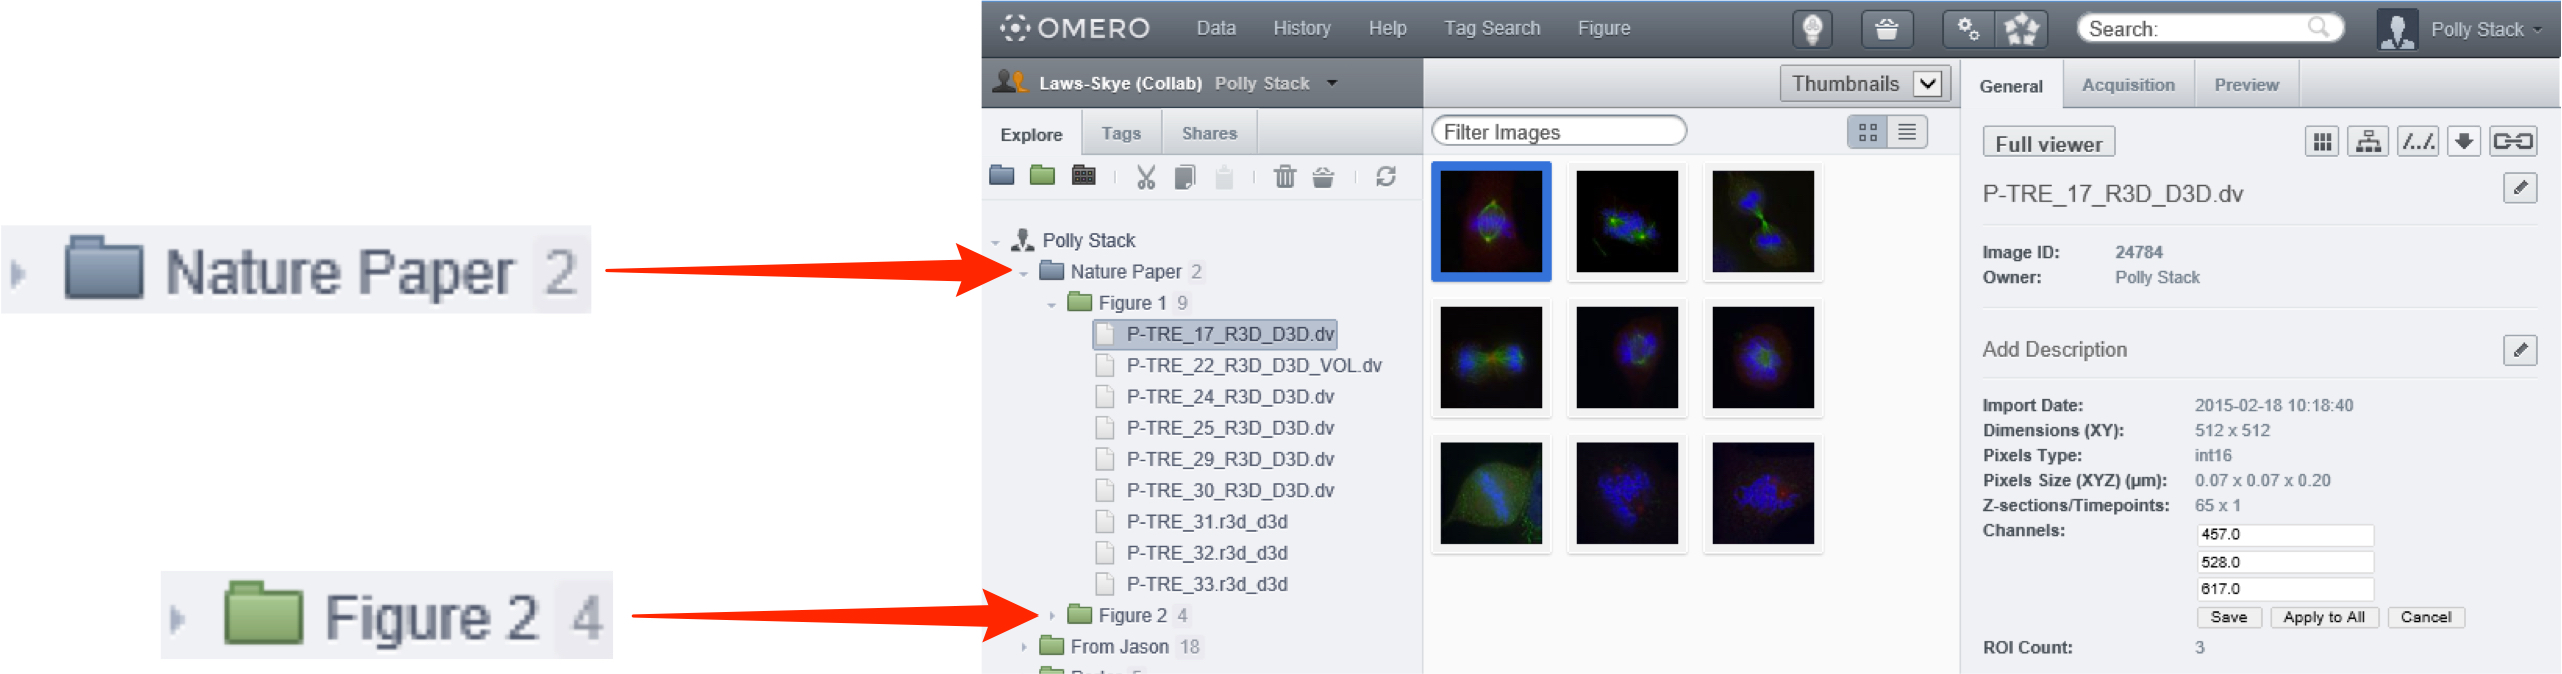 Nature Paper 2
Figure 2 4
OMERO Data History Help Tag Search Figure Search: Polly Stack
Laws-Skye (Collab) Polly Stack Thumbnails
General Acquisition Preview
Explore Tags Shares
Filter Images
Full viewer
P-TRE_17_R3D_D3D.dv
Polly Stack
Nature Paper 2
Figure 1 9
P-TRE_17_R3D_D3D.dv
P-TRE_22_R3D_D3D_VOL.dv
P-TRE_24_R3D_D3D.dv
P-TRE_25_R3D_D3D.dv
P-TRE_29_R3D_D3D.dv
P-TRE_30_R3D_D3D.dv
P-TRE_31.r3d_d3d
P-TRE_32.r3d_d3d
P-TRE_33.r3d_d3d
Figure 2 4
From Jason 18
Image ID: 24784
Owner: Polly Stack
Add Description
Import Date: 2015-02-18 10:18:40
Dimensions (XY): 512 x 512
Pixels Type: int16
Pixels Size (XYZ) (µm): 0.07 x 0.07 x 0.20
Z-sections/Timepoints: 65 x 1
Channels: 457.0
528.0
617.0
Save Apply to All Cancel
ROI Count: 3